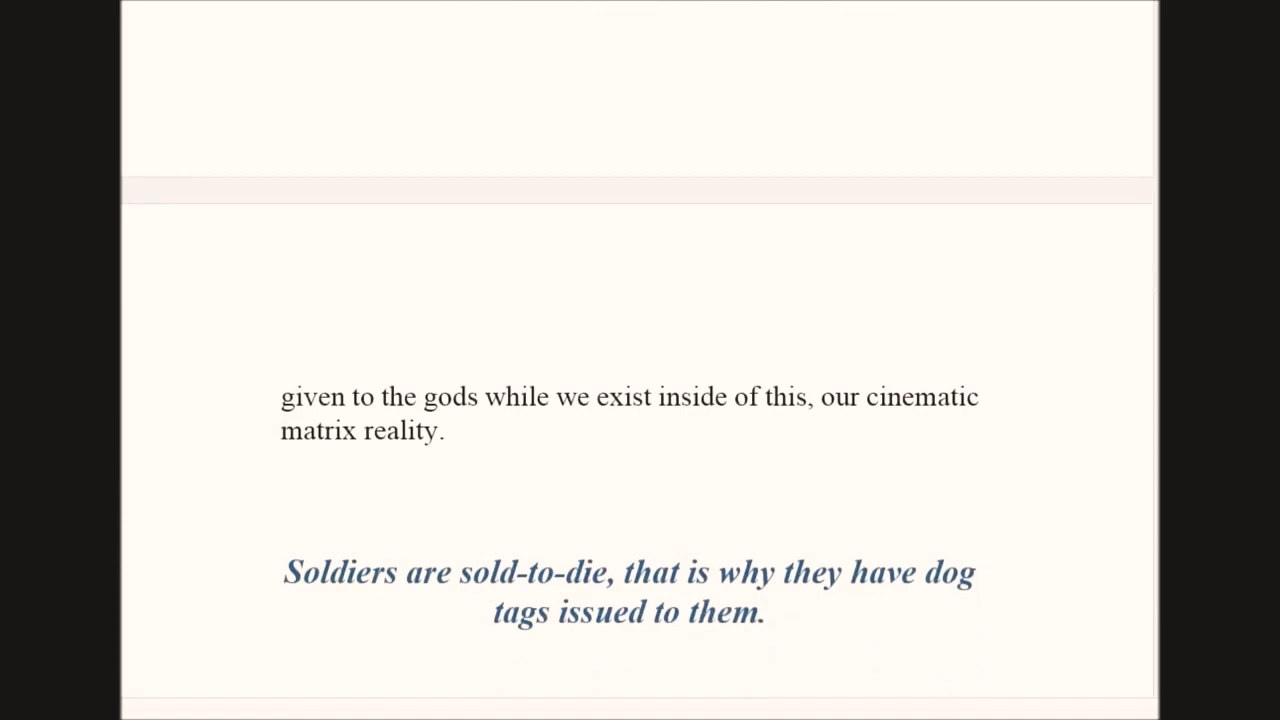 given to the gods while we exist inside of this, our cinematic
matrix reality.
Soldiers are sold-to-die, that is why they have dog
tags issued to them.